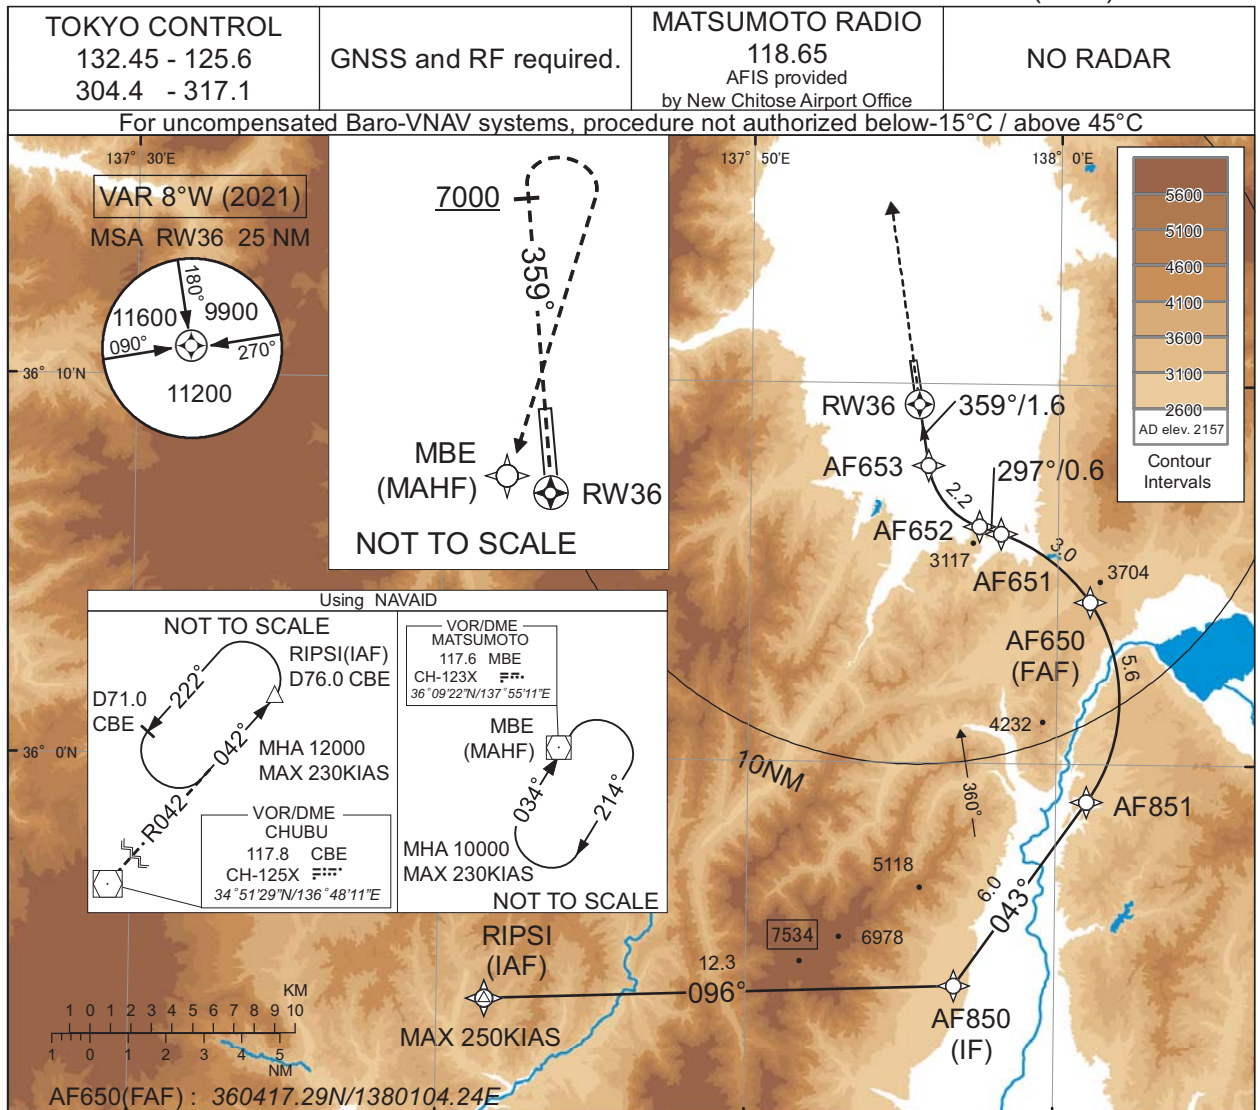 TOKYO CONTROL
132.45 - 125.6
304.4 - 317.1
GNSS and RF required.
MATSUMOTO RADIO
118.65
AFIS provided
by New Chitose Airport Office
NO RADAR
For uncompensated Baro-VNAV systems, procedure not authorized below-15°C / above 45°C
137° 30'E
137° 50'E
138° 0'E
VAR 8°W (2021)
MSA RW36 25 NM
180°
11600
9900
090°
270°
11200
36° 10'N
7000
359°
MBE
(MAHF)
RW36
NOT TO SCALE
5600
5100
4600
4100
3600
3100
2600
AD elev. 2157
Contour
Intervals
RW36
359°/1.6
AF653
297°/0.6
2.2
AF652
3117
3.0
AF651
3704
AF650
(FAF)
5.6
4232
10NM
360°
AF851
Using NAVAID
NOT TO SCALE
RIPSI(IAF)
D76.0 CBE
222°
D71.0
CBE
042°
MHA 12000
MAX 230KIAS
R042
VOR/DME
CHUBU
117.8 CBE
CH-125X
34°51'29"N/136°48'11"E
VOR/DME
MATSUMOTO
117.6 MBE
CH-123X
36°09'22"N/137°55'11"E
MBE
(MAHF)
034°
214°
MHA 10000
MAX 230KIAS
NOT TO SCALE
36° 0'N
5118
6.0
043°
7534
6978
RIPSI
(IAF)
12.3
096°
MAX 250KIAS
AF850
(IF)
KM
1 0 1 2 3 4 5 6 7 8 9 10
1 0 1 2 3 4 5
NM
AF650(FAF) : 360417.29N/1380104.24E